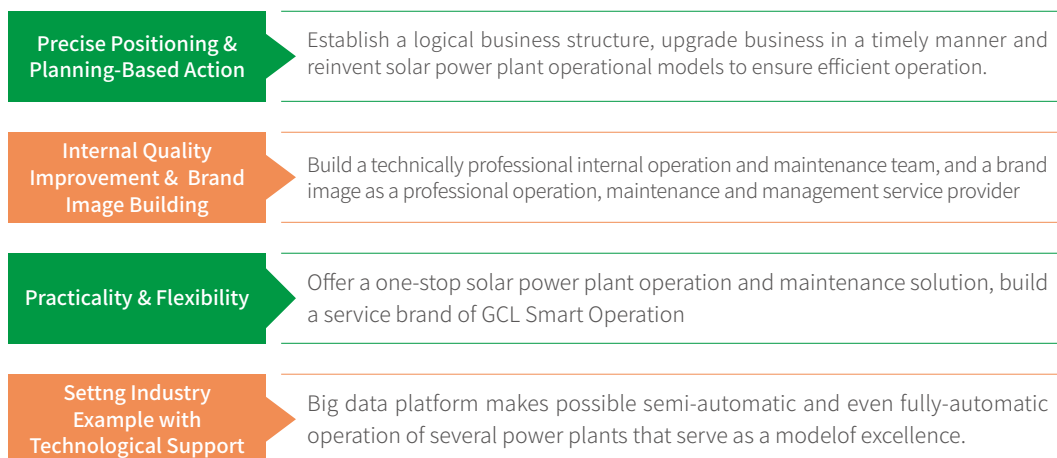 Precise Positioning &
Planning-Based Action
Establish a logical business structure, upgrade business in a timely manner and
reinvent solar power plant operational models to ensure efficient operation.
Internal Quality
Improvement & Brand
Image Building
Build a technically professional internal operation and maintenance team, and a brand
image as a professional operation, maintenance and management service provider
Practicality & Flexibility
Offer a one-stop solar power plant operation and maintenance solution, build
a service brand of GCL Smart Operation
Settng Industry
Example with
Technological Support
Big data platform makes possible semi-automatic and even fully-automatic
operation of several power plants that serve as a modelof excellence.